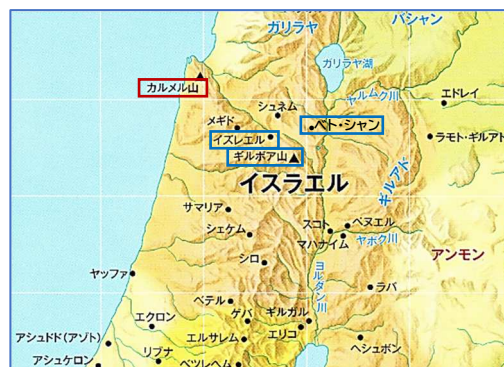 ガリラヤ
バシャン
ガリラヤ湖
カルメル山
ヤルムク川
エドレイ
シュネム
メギド
ベト・シャン
イズレエル
ラモト・ギルアド
ギルボア山
イスラエル
ギルアド
サマリア
シェケム
スコト
ペヌエル
マハナイム
ヤボク川
アンモン
シロ
ヤッファ
ヨルダン川
ラバ
ベテル
ゲバ
ギルガル
エクロン
エリコ
アシュドド(アゾト)
エルサレム
ヘシュボン
リブナ
アシュケロン
ベツレヘム